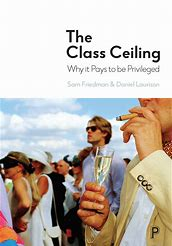 The
Class Ceiling
Why it Pays to be Privileged
Sam Friedman & Daniel Laurison
P